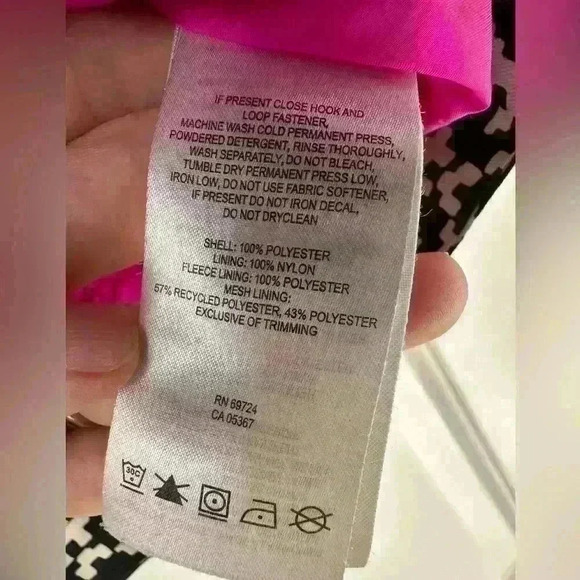 IF PRESENT CLOSE HOOK AND
LOOP FASTENER,
MACHINE WASH COLD PERMANENT PRESS,
POWDERED DETERGENT, RINSE THOROUGHLY,
WASH SEPARATELY, DO NOT BLEACH,
TUMBLE DRY PERMANENT PRESS LOW,
IRON LOW, DO NOT USE FABRIC SOFTENER,
IF PRESENT DO NOT IRON DECAL,
DO NOT DRYCLEAN
SHELL: 100% POLYESTER
LINING: 100% NYLON
FLEECE LINING: 100% POLYESTER
MESH LINING:
57% RECYCLED POLYESTER, 43% POLYESTER
EXCLUSIVE OF TRIMMING
RN 69724
CA 05367
30C